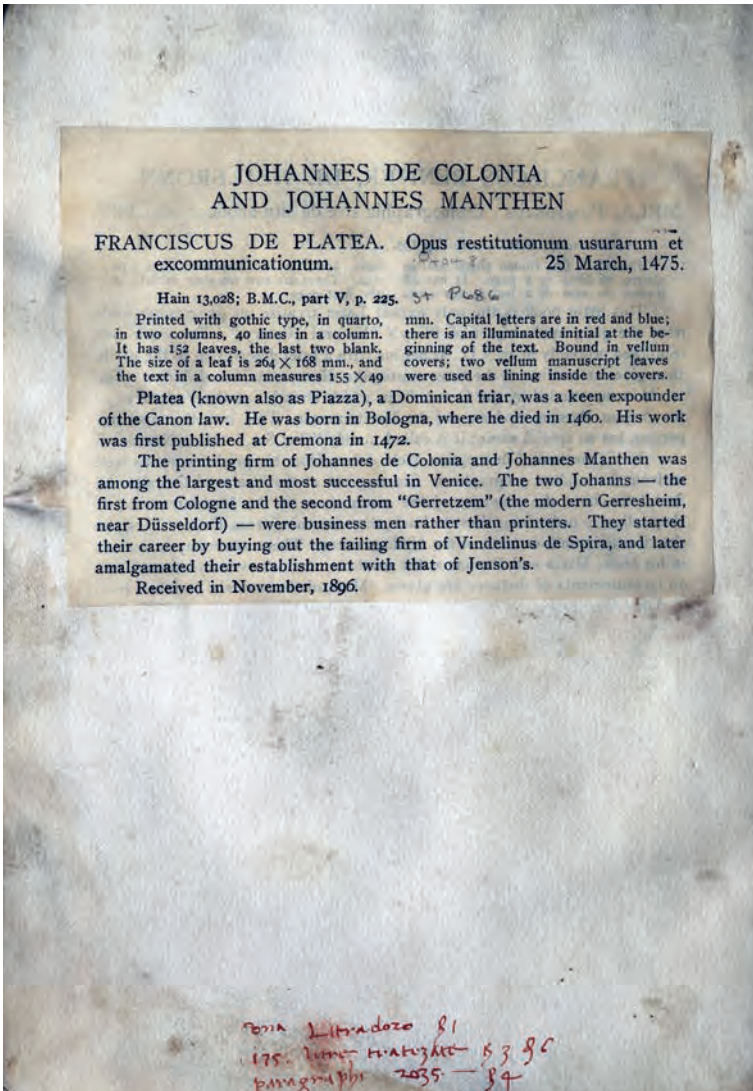 JOHANNES DE COLONIA
AND JOHANNES MANTHEN
FRANCISCUS DE PLATEA. Opus restitutionum usurarum et
excommunicationum. 25 March, 1475.
Hain 13,028; B.M.C., part V, p. 225. St P686
Printed with gothic type, in quarto,
in two columns, 40 lines in a column.
It has 152 leaves, the last two blank.
The size of a leaf is 264 X 168 mm., and
the text in a column measures 155 X 49
mm. Capital letters are in red and blue;
there is an illuminated initial at the be-
ginning of the text. Bound in vellum
covers; two vellum manuscript leaves
were used as lining inside the covers.
Platea (known also as Piazza), a Dominican friar, was a keen expounder
of the Canon law. He was born in Bologna, where he died in 1460. His work
was first published at Cremona in 1472.
The printing firm of Johannes de Colonia and Johannes Manthen was
among the largest and most successful in Venice. The two Johanns — the
first from Cologne and the second from "Gerretzem" (the modern Gerresheim,
near Düsseldorf) — were business men rather than printers. They started
their career by buying out the failing firm of Vindelinus de Spira, and later
amalgamated their establishment with that of Jenson's.
Received in November, 1896.
81
175.
2035 — 84